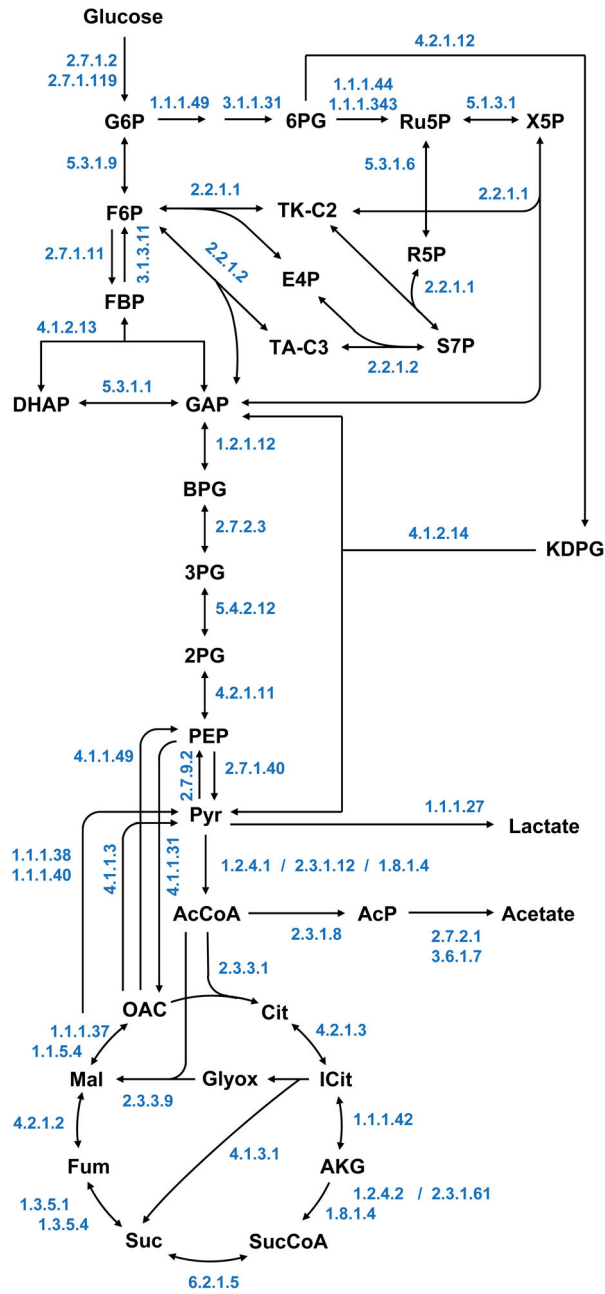 Glucose
4.2.1.12
2.7.1.2
2.7.1.119
1.1.1.44
1.1.1.49
3.1.1.31
1.1.1.343
5.1.3.1
G6P
6PG
Ru5P
X5P
5.3.1.9
5.3.1.6
2.2.1.1
2.2.1.1
F6P
TK-C2
2.7.1.11
3.1.3.11
2.2.1.2
R5P
E4P
2.2.1.1
FBP
4.1.2.13
TA-C3
S7P
2.2.1.2
5.3.1.1
DHAP
GAP
1.2.1.12
BPG
2.7.2.3
4.1.2.14
KDPG
3PG
5.4.2.12
2PG
4.2.1.11
PEP
4.1.1.49
2.7.9.2
2.7.1.40
Pyr
1.1.1.27
Lactate
1.1.1.38
1.1.1.40
4.1.1.3
4.1.1.31
1.2.4.1 / 2.3.1.12 / 1.8.1.4
AcCoA
AcP
Acetate
2.3.1.8
2.7.2.1
3.6.1.7
2.3.3.1
OAC
Cit
1.1.1.37
1.1.5.4
4.2.1.3
Mal
Glyox
ICit
2.3.3.9
4.2.1.2
1.1.1.42
4.1.3.1
Fum
AKG
1.2.4.2 / 2.3.1.61
1.8.1.4
1.3.5.1
1.3.5.4
Suc
SucCoA
6.2.1.5